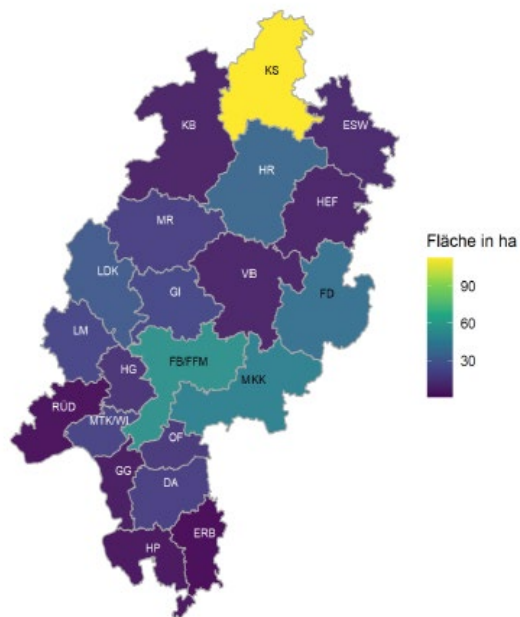 KS
KB
ESW
HR
HEF
MR
LDK
VB
FD
GI
LM
FB/FFM
HG
MKK
RÜD
MTK/WI
OF
GG
DA
ERB
HP
Fläche in ha
90
60
30